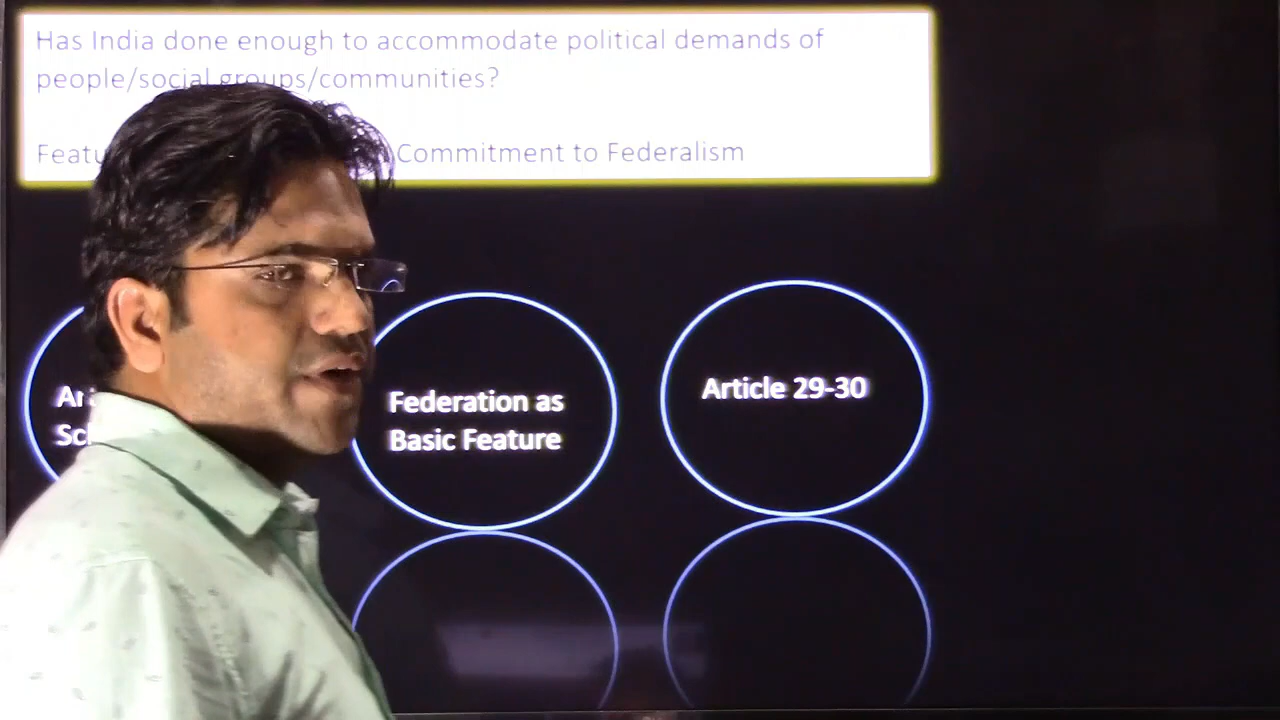 Has India done enough to accommodate political demands of
people/social groups/communities?
Commitment to Federalism
Federation as
Basic Feature
Article 29-30